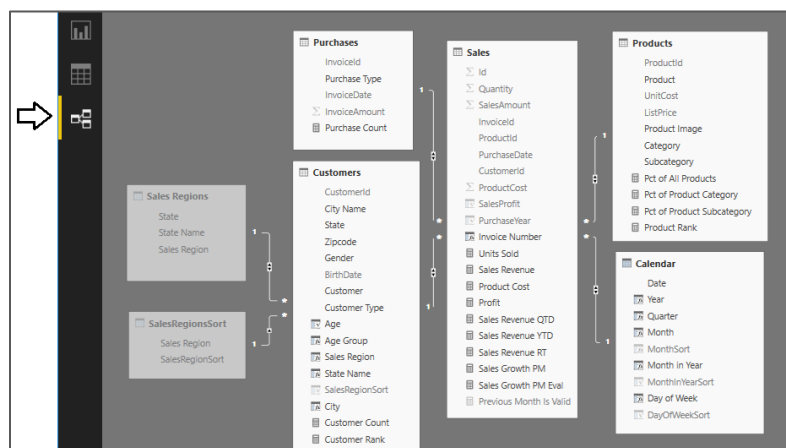 Purchases
InvoiceId
Purchase Type
InvoiceDate
InvoiceAmount
Purchase Count
1
*
Sales
Id
Quantity
SalesAmount
InvoiceId
ProductId
PurchaseDate
CustomerId
ProductCost
SalesProfit
PurchaseYear
Invoice Number
Units Sold
Sales Revenue
Product Cost
Profit
Sales Revenue QTD
Sales Revenue YTD
Sales Revenue RT
Sales Growth PM
Sales Growth PM Eval
Previous Month Is Valid
Products
ProductId
Product
UnitCost
ListPrice
Product Image
Category
Subcategory
Pct of All Products
Pct of Product Category
Pct of Product Subcategory
Product Rank
1
*
Customers
CustomerId
City Name
State
Zipcode
Gender
BirthDate
Customer
Customer Type
Age
Age Group
Sales Region
State Name
SalesRegionSort
City
Customer Count
Customer Rank
*
1
Sales Regions
State
State Name
Sales Region
1
*
SalesRegionsSort
Sales Region
SalesRegionSort
*
1
Calendar
Date
Year
Quarter
Month
MonthSort
Month in Year
MonthInYearSort
Day of Week
DayOfWeekSort
*
1